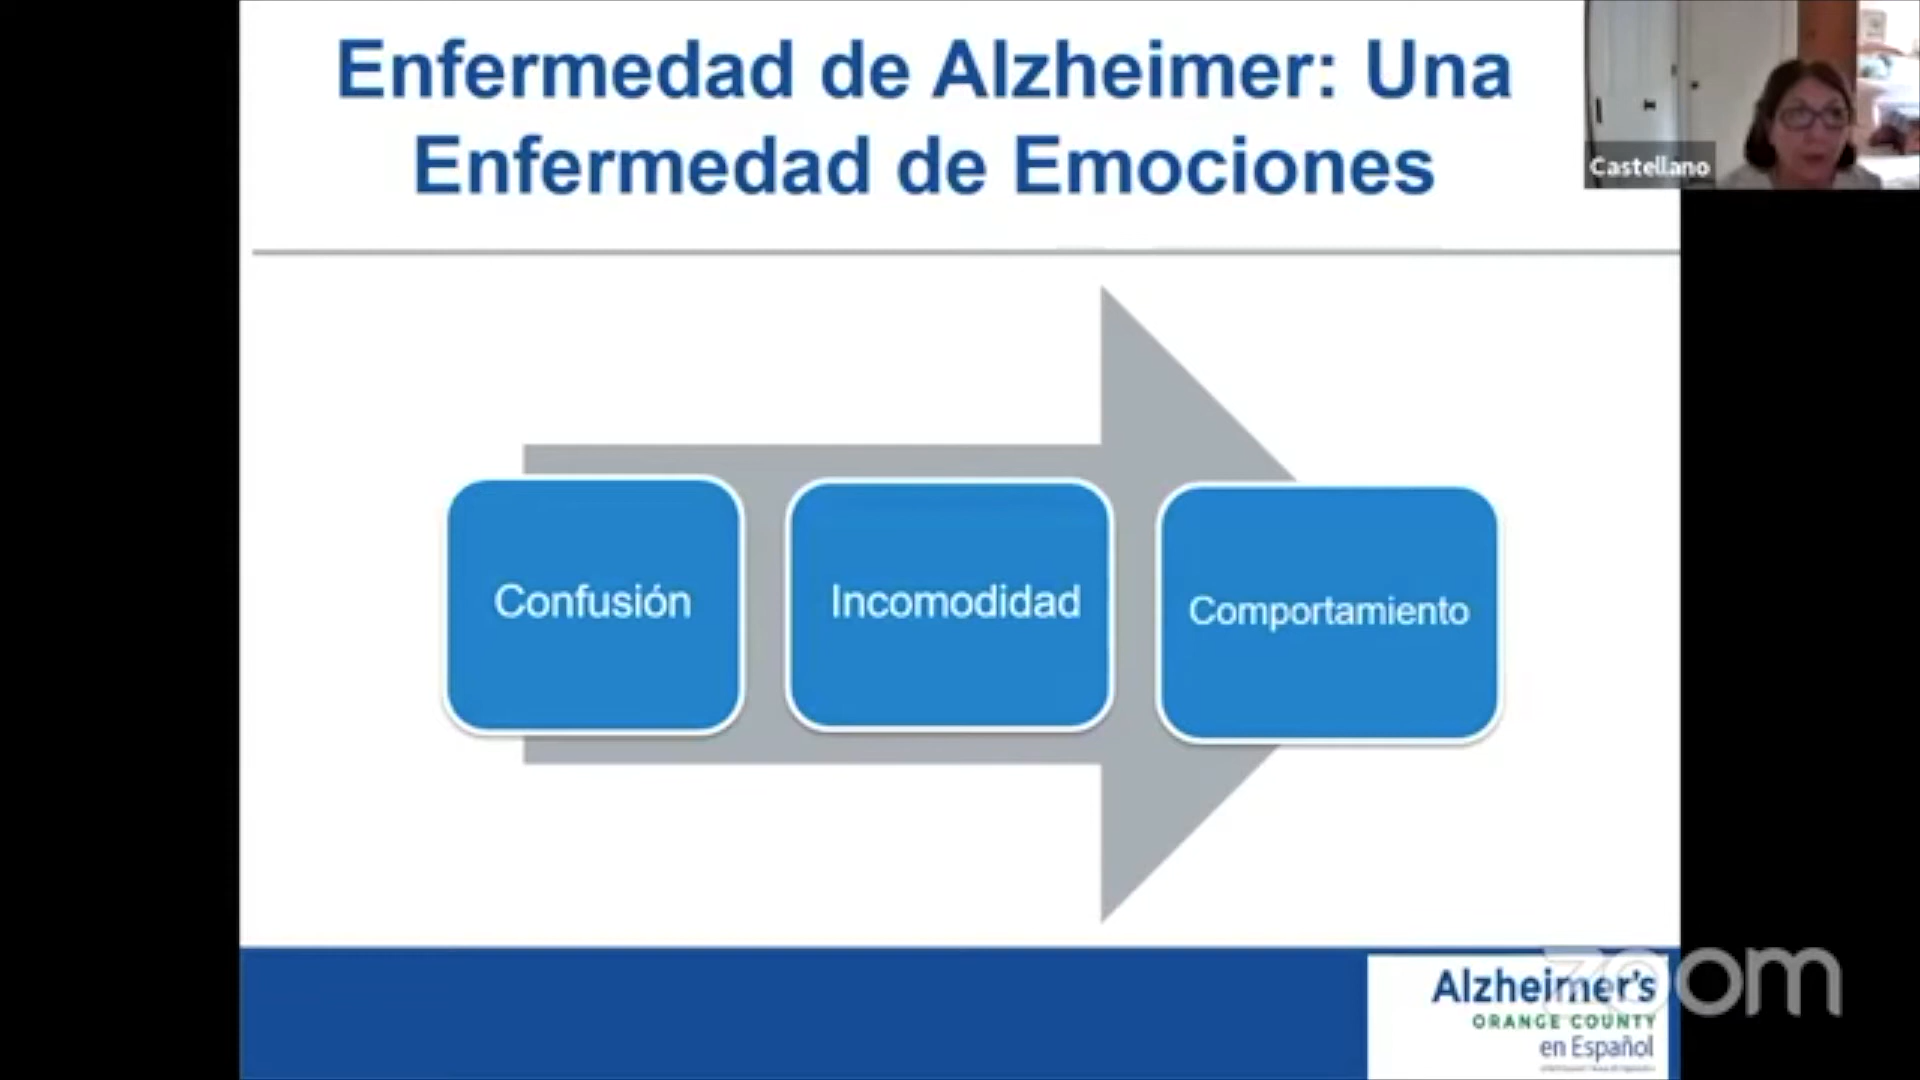 Enfermedad de Alzheimer: Una
Enfermedad de Emociones
Castellano
Confusión
Incomodidad
Comportamiento
zoom
Alzheimer's
ORANGE COUNTY
en Español